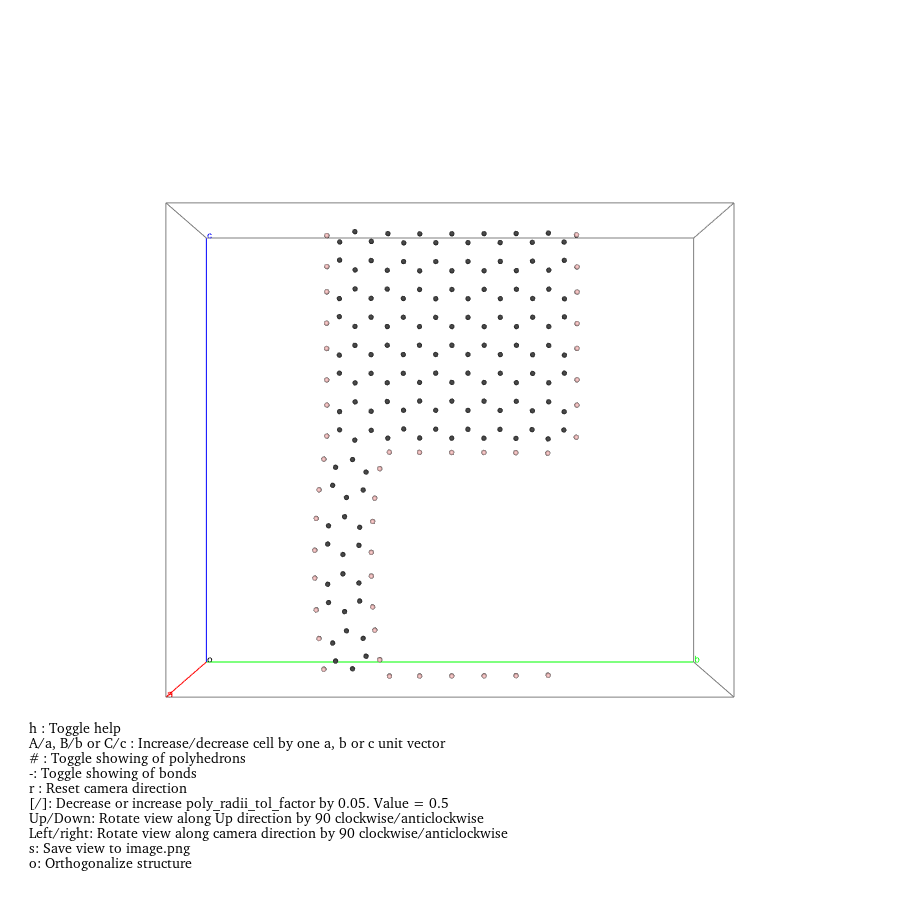 c
o
b
a
h : Toggle help
A/a, B/b or C/c : Increase/decrease cell by one a, b or c unit vector
# : Toggle showing of polyhedrons
-: Toggle showing of bonds
r : Reset camera direction
[/]: Decrease or increase poly_radii_tol_factor by 0.05. Value = 0.5
Up/Down: Rotate view along Up direction by 90 clockwise/anticlockwise
Left/right: Rotate view along camera direction by 90 clockwise/anticlockwise
s: Save view to image.png
o: Orthogonalize structure